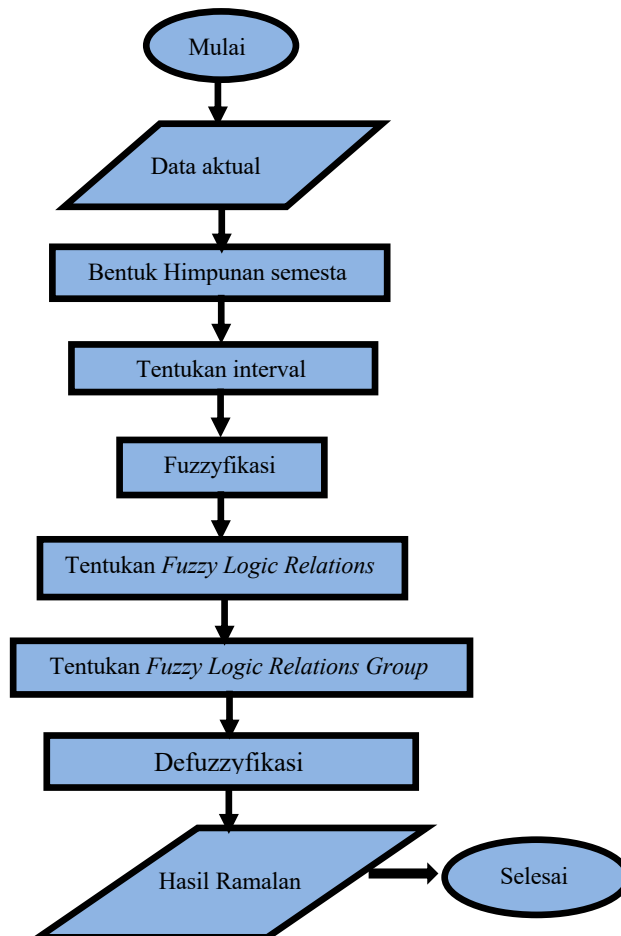 Mulai
Data aktual
Bentuk Himpunan semesta
Tentukan interval
Fuzzyfikasi
Tentukan Fuzzy Logic Relations
Tentukan Fuzzy Logic Relations Group
Defuzzyfikasi
Hasil Ramalan
Selesai